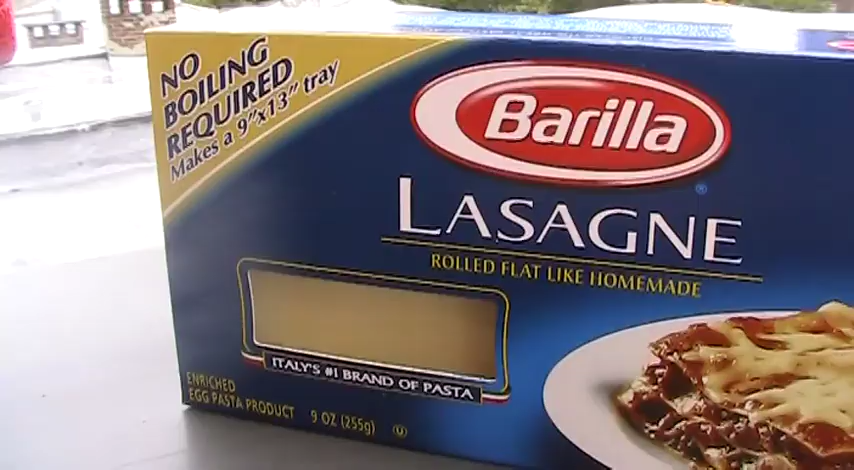 NO
BOILING
REQUIRED
Makes a 9"x13" tray
Barilla
®
LASAGNE
ROLLED FLAT LIKE HOMEMADE
ITALY'S #1 BRAND OF PASTA
ENRICHED
EGG PASTA PRODUCT 9 OZ (255g) U